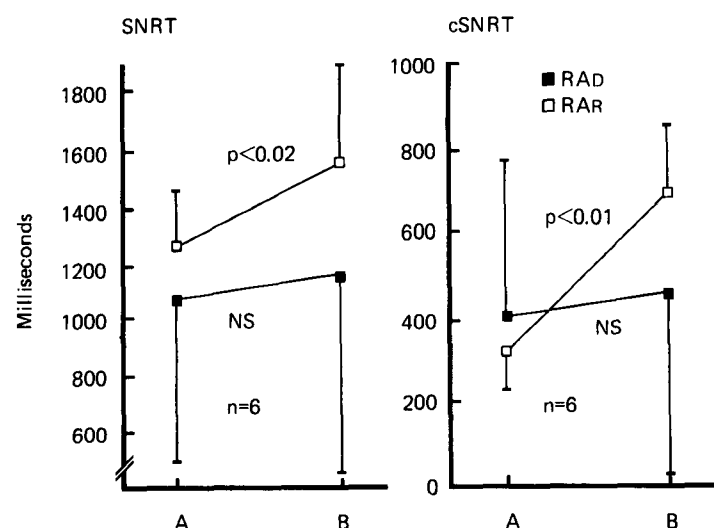 SNRT
1800
1600
1400
1200
1000
800
600
Milliseconds
p<0.02
NS
n=6
A B
cSNRT
1000
800
600
400
200
0
RAD
RAR
p<0.01
NS
n=6
A B